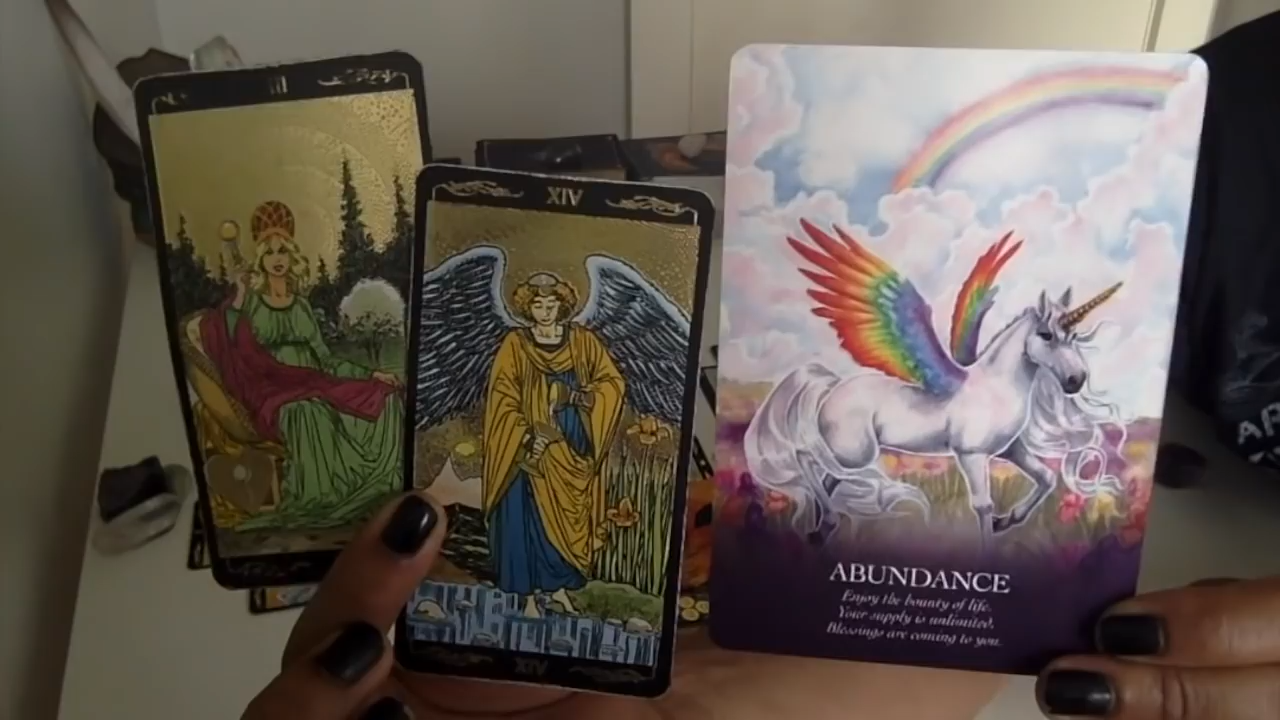 III
XIV
XIV
ABUNDANCE
Enjoy the bounty of life.
Your supply is unlimited.
Blessings are coming to you.